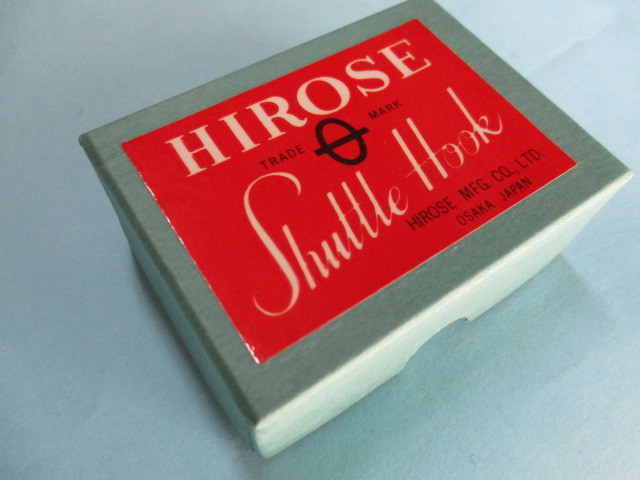 HIROSE
TRADE MARK
Shuttle Hook
HIROSE MFG. CO., LTD.
OSAKA JAPAN